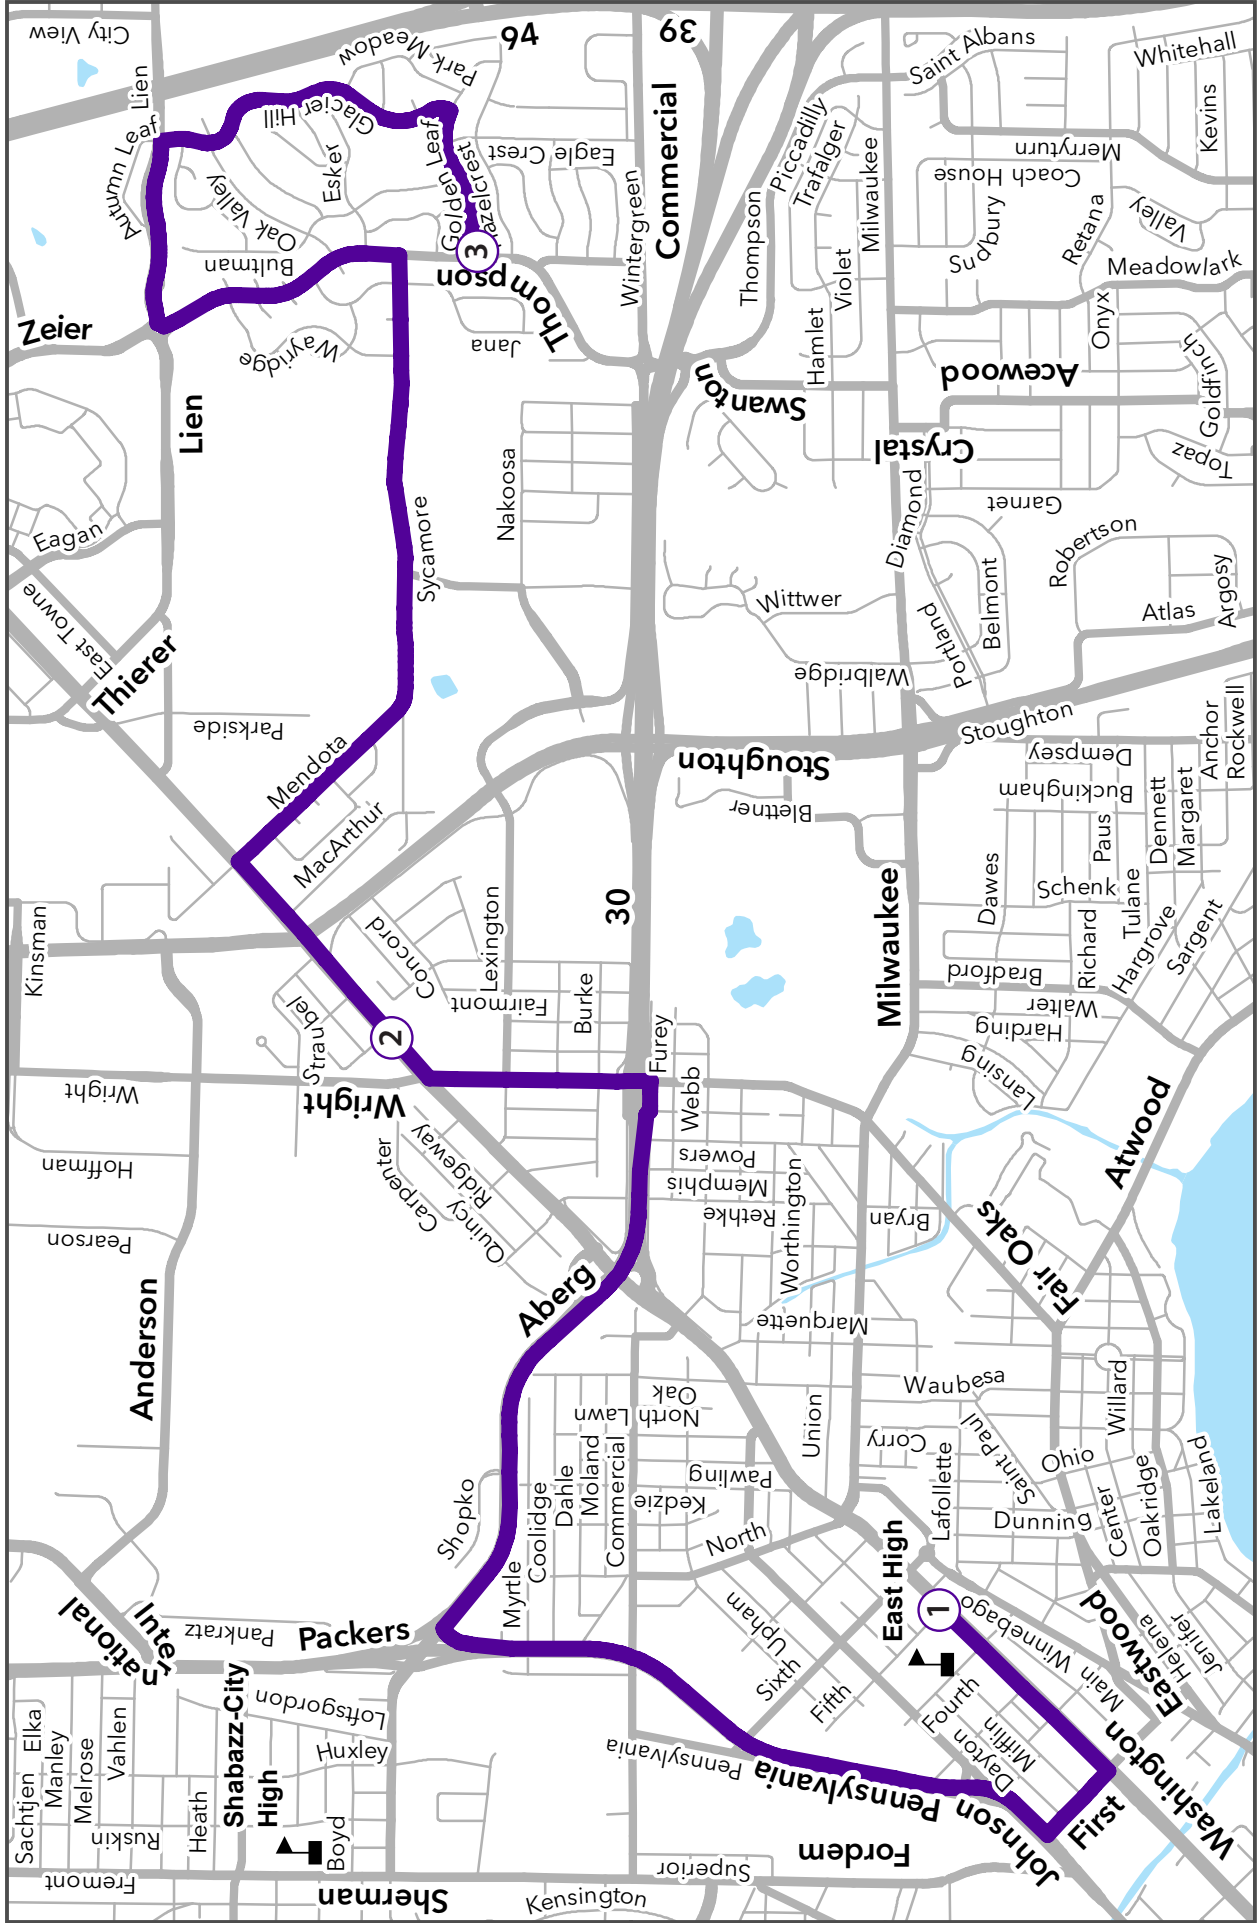 City View
Lien
Autumn Leaf
Park Meadow
94
39
Commercial
Saint Albans
Whitehall
Kevins
Merryturn
Glacier Hill
Esker
Oak Valley
Bultman
Golden Leaf
Hazelcrest
Eagle Crest
Wintergreen
3
Thompson
Thompson
Piccadilly
Trafalger
Milwaukee
Violet
Hamlet
Coach House
Sudbury
Retana
Valley
Meadowlark
Onyx
Zeier
Wayridge
Jana
Swanton
Acewood
Goldfinch
Topaz
Lien
Crystal
Garnet
Diamond
Nakoosa
Sycamore
Eagan
East Towne
Thierer
Parkside
Mendota
MacArthur
Wittwer
Walbridge
Portland
Belmont
Robertson
Atlas
Argosy
Stoughton
Stoughton
Blettner
Dempsey
Buckingham
Anchor
Rockwell
Dennett
Margaret
Paus
Schenk
Dawes
Tulane
Richard
Hargrove
Sargent
Bradford
Walter
Harding
Lansing
Milwaukee
30
Kinsman
Concord
Lexington
Fairmont
Burke
Straubel
2
Furey
Webb
Wright
Wright
Hoffman
Pearson
Carpenter
Ridgeway
Quincy
Powers
Memphis
Rethke
Worthington
Bryan
Marquette
Fair Oaks
Atwood
Aberg
Anderson
Waubesa
Willard
Oak
North Lawn
Union
Corry
Saint Paul
Ohio
Pawling
Kedzie
Lafollette
Dunning
Center
Oakridge
Lakeland
Shopko
Myrtle
Coolidge
Dahle
Moland
Commercial
North
East High
1
Winnebago
Main
Eastwood
Helena
Jenifer
International
Pankratz
Packers
Upham
Sixth
Fifth
Fourth
Dayton
Mifflin
Washington
First
Johnson
Pennsylvania
Pennsylvania
Loftsgordon
Huxley
Shabazz-City
High
Boyd
Elka
Sachtjen
Manley
Melrose
Vahlen
Ruskin
Heath
Fremont
Sherman
Kensington
Superior
Fordem